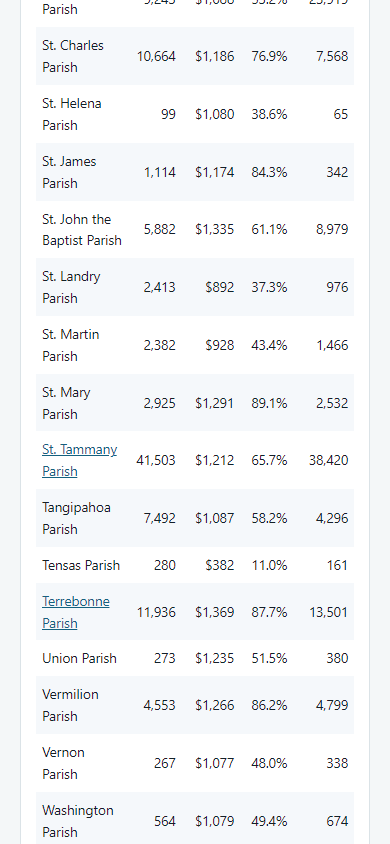 Parish
St. Charles
Parish 10,664 $1,186 76.9% 7,568
St. Helena
Parish 99 $1,080 38.6% 65
St. James
Parish 1,114 $1,174 84.3% 342
St. John the
Baptist Parish 5,882 $1,335 61.1% 8,979
St. Landry
Parish 2,413 $892 37.3% 976
St. Martin
Parish 2,382 $928 43.4% 1,466
St. Mary
Parish 2,925 $1,291 89.1% 2,532
St. Tammany
Parish 41,503 $1,212 65.7% 38,420
Tangipahoa
Parish 7,492 $1,087 58.2% 4,296
Tensas Parish 280 $382 11.0% 161
Terrebonne
Parish 11,936 $1,369 87.7% 13,501
Union Parish 273 $1,235 51.5% 380
Vermilion
Parish 4,553 $1,266 86.2% 4,799
Vernon
Parish 267 $1,077 48.0% 338
Washington
Parish 564 $1,079 49.4% 674